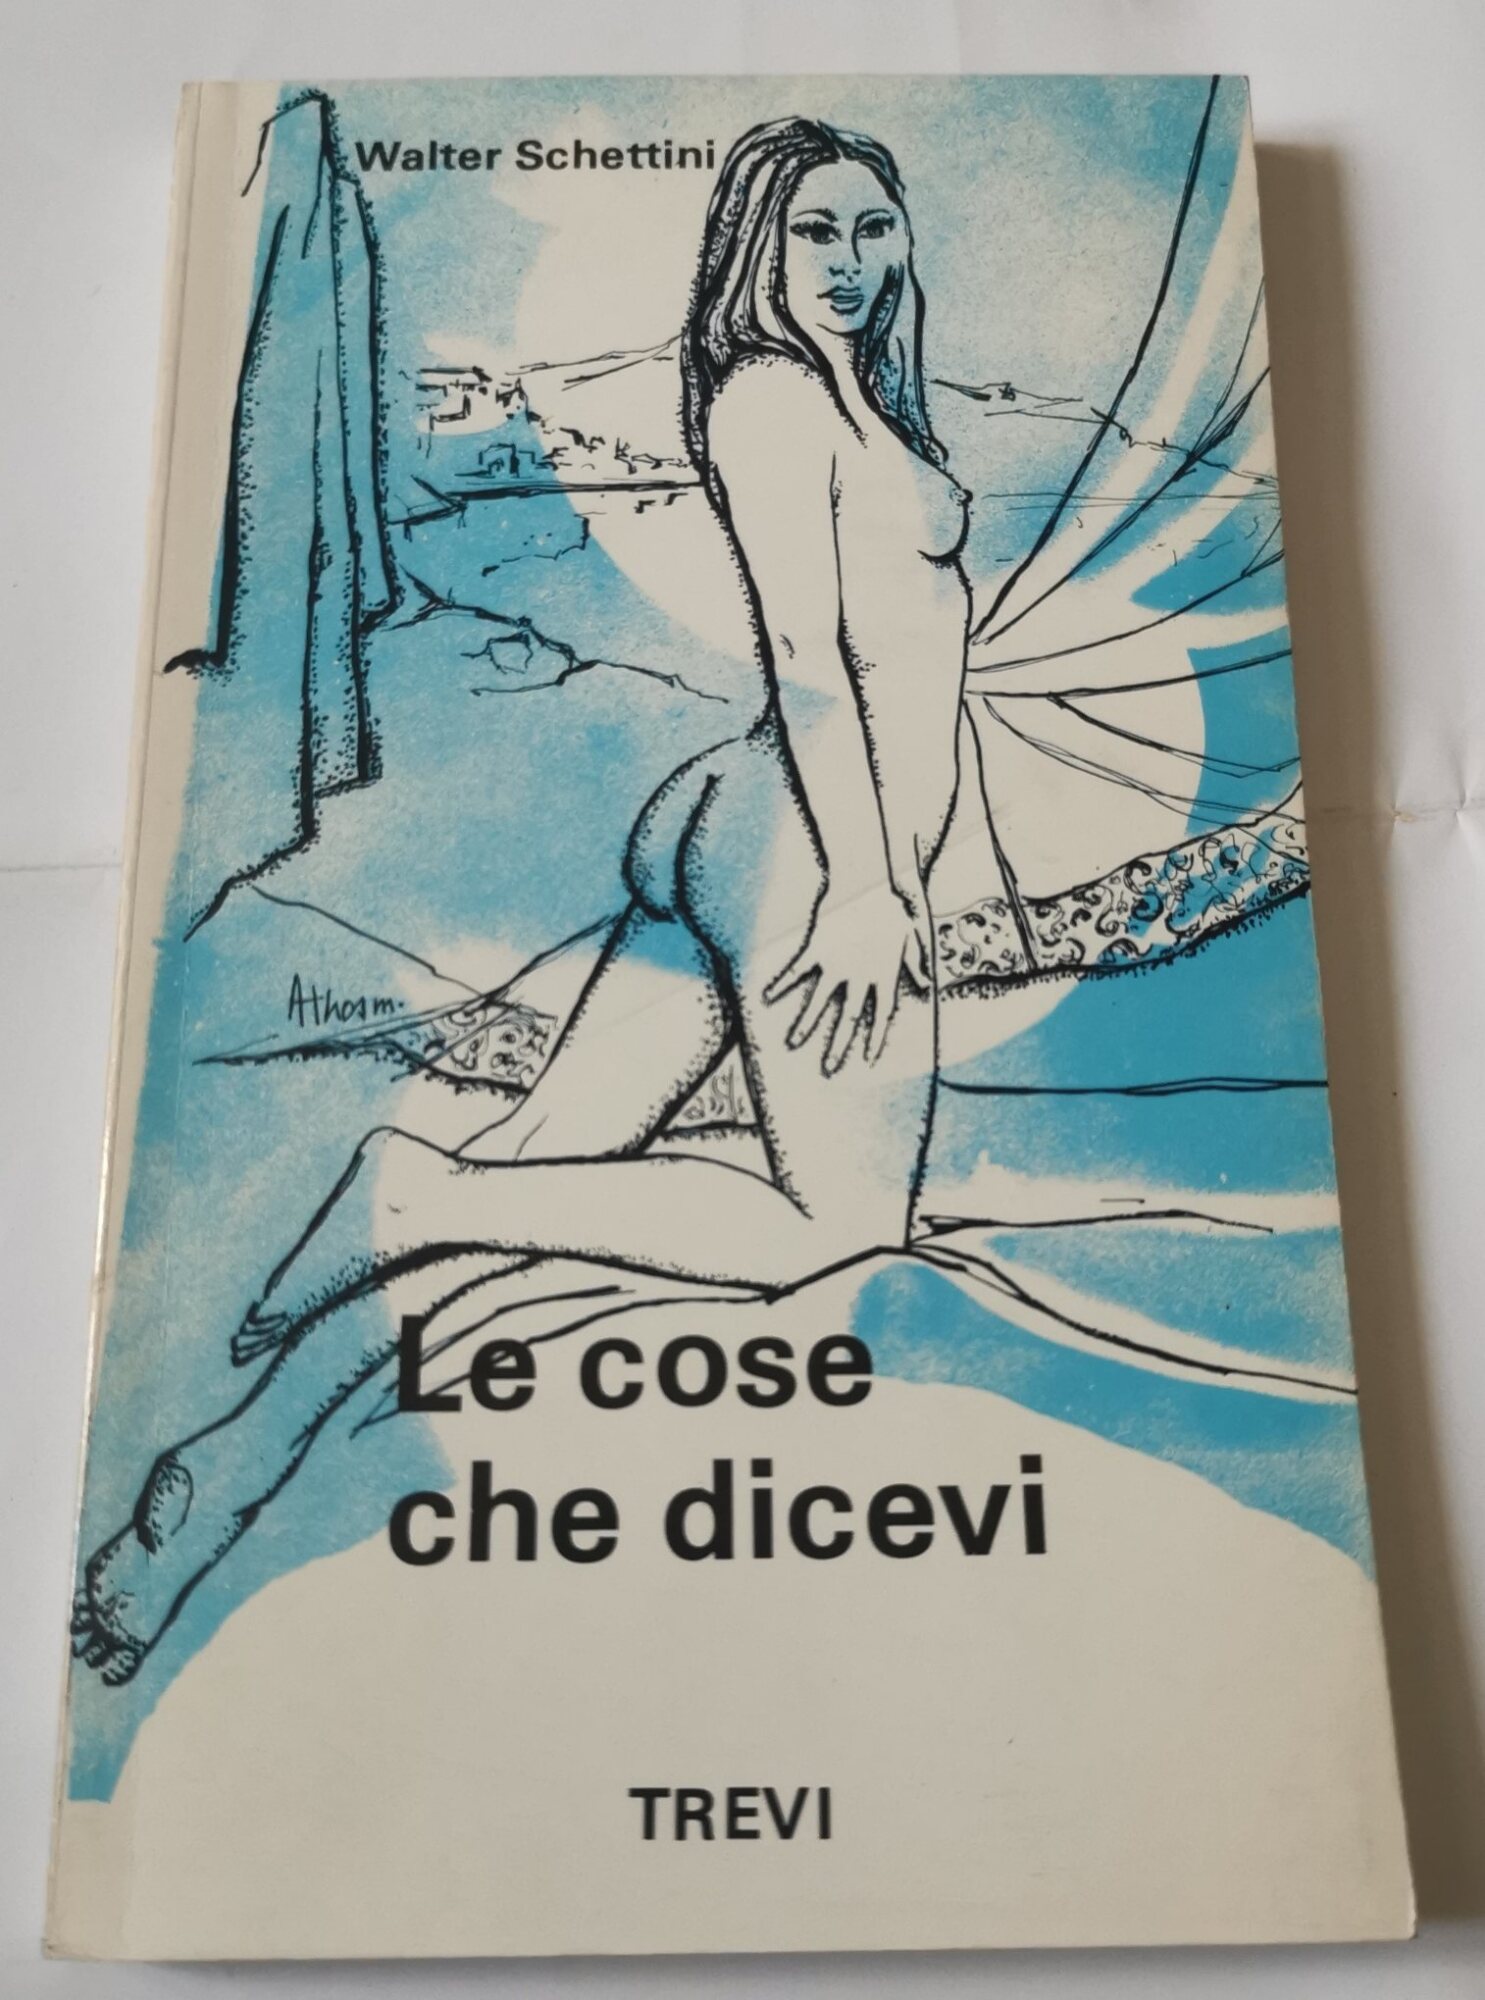 Walter Schettini
Athosm.
Le cose
che dicevi
TREVI